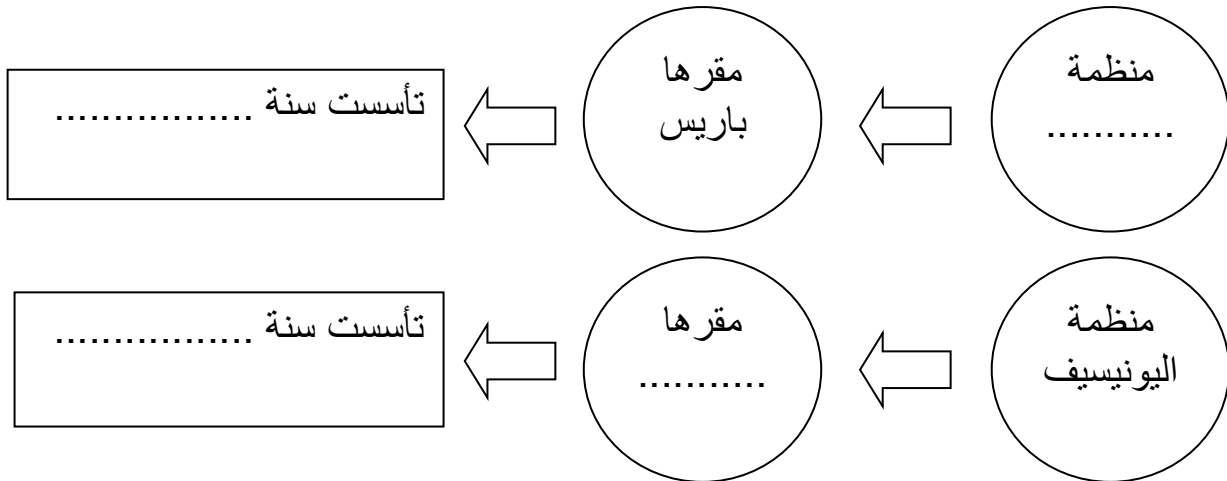 منظمة
...........
مقرها
باريس
تأسست سنة .................
منظمة
اليونيسيف
مقرها
...........
تأسست سنة .................